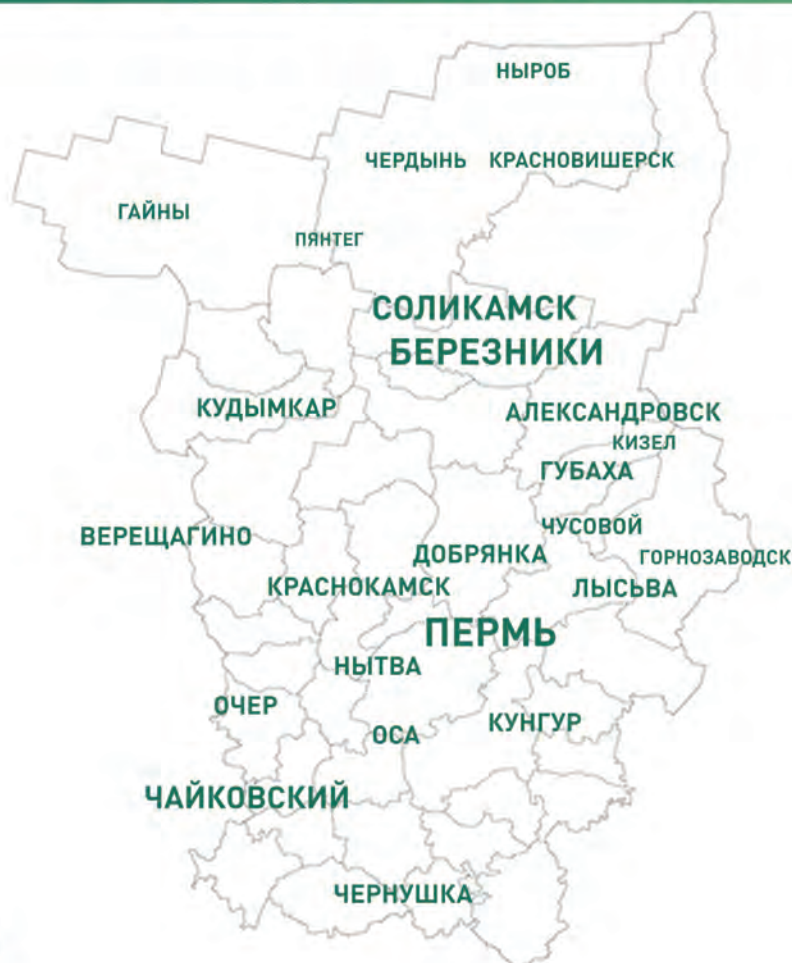 НЫРОБ
ЧЕРДЫНЬ КРАСНОВИШЕРСК
ГАЙНЫ
ПЯНТЕГ
СОЛИКАМСК
БЕРЕЗНИКИ
КУДЫМКАР
АЛЕКСАНДРОВСК
КИЗЕЛ
ГУБАХА
ЧУСОВОЙ
ВЕРЕЩАГИНО
ДОБРЯНКА
ГОРНОЗАВОДСК
КРАСНОКАМСК
ЛЫСЬВА
ПЕРМЬ
НЫТВА
ОЧЕР
КУНГУР
ОСА
ЧАЙКОВСКИЙ
ЧЕРНУШКА